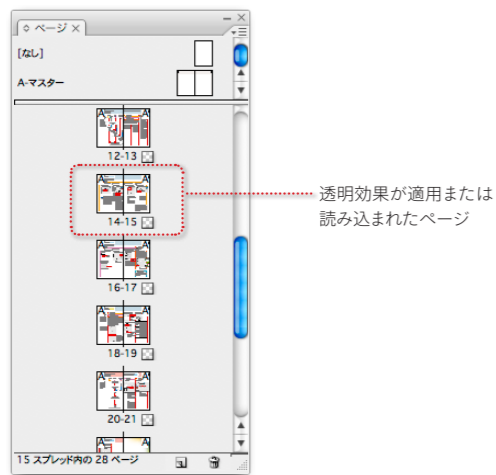 ページ
[なし]
A-マスター
A A
12-13
A A
14-15
透明効果が適用または
読み込まれたページ
A A
16-17
A A
18-19
A A
20-21
A A
15 スプレッド内の 28 ページ